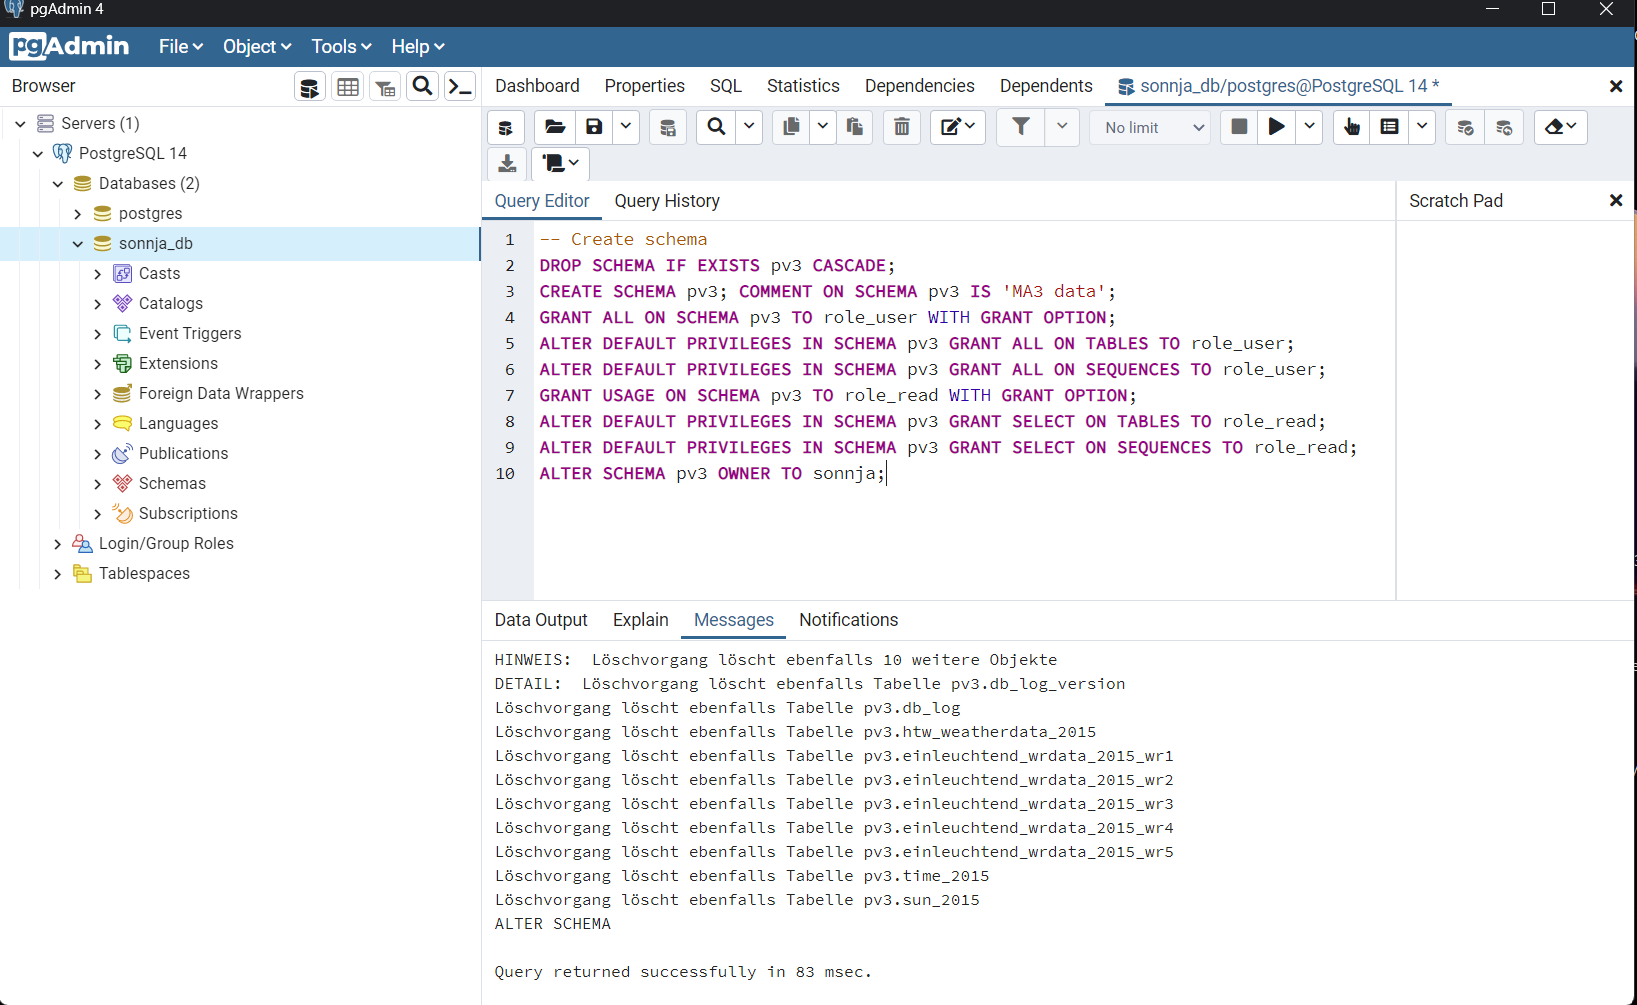 pgAdmin 4
pgAdmin File Object Tools Help
Browser
Servers (1)
PostgreSQL 14
Databases (2)
postgres
sonnja_db
Casts
Catalogs
Event Triggers
Extensions
Foreign Data Wrappers
Languages
Publications
Schemas
Subscriptions
Login/Group Roles
Tablespaces
Dashboard Properties SQL Statistics Dependencies Dependents sonnja_db/postgres@PostgreSQL 14 *
No limit
Query Editor Query History Scratch Pad
1 -- Create schema
2 DROP SCHEMA IF EXISTS pv3 CASCADE;
3 CREATE SCHEMA pv3; COMMENT ON SCHEMA pv3 IS 'MA3 data';
4 GRANT ALL ON SCHEMA pv3 TO role_user WITH GRANT OPTION;
5 ALTER DEFAULT PRIVILEGES IN SCHEMA pv3 GRANT ALL ON TABLES TO role_user;
6 ALTER DEFAULT PRIVILEGES IN SCHEMA pv3 GRANT ALL ON SEQUENCES TO role_user;
7 GRANT USAGE ON SCHEMA pv3 TO role_read WITH GRANT OPTION;
8 ALTER DEFAULT PRIVILEGES IN SCHEMA pv3 GRANT SELECT ON TABLES TO role_read;
9 ALTER DEFAULT PRIVILEGES IN SCHEMA pv3 GRANT SELECT ON SEQUENCES TO role_read;
10 ALTER SCHEMA pv3 OWNER TO sonnja;
Data Output Explain Messages Notifications
HINWEIS: Löschvorgang löscht ebenfalls 10 weitere Objekte
DETAIL: Löschvorgang löscht ebenfalls Tabelle pv3.db_log_version
Löschvorgang löscht ebenfalls Tabelle pv3.db_log
Löschvorgang löscht ebenfalls Tabelle pv3.htw_weatherdata_2015
Löschvorgang löscht ebenfalls Tabelle pv3.einleuchtend_wrdata_2015_wr1
Löschvorgang löscht ebenfalls Tabelle pv3.einleuchtend_wrdata_2015_wr2
Löschvorgang löscht ebenfalls Tabelle pv3.einleuchtend_wrdata_2015_wr3
Löschvorgang löscht ebenfalls Tabelle pv3.einleuchtend_wrdata_2015_wr4
Löschvorgang löscht ebenfalls Tabelle pv3.einleuchtend_wrdata_2015_wr5
Löschvorgang löscht ebenfalls Tabelle pv3.time_2015
Löschvorgang löscht ebenfalls Tabelle pv3.sun_2015
ALTER SCHEMA
Query returned successfully in 83 msec.